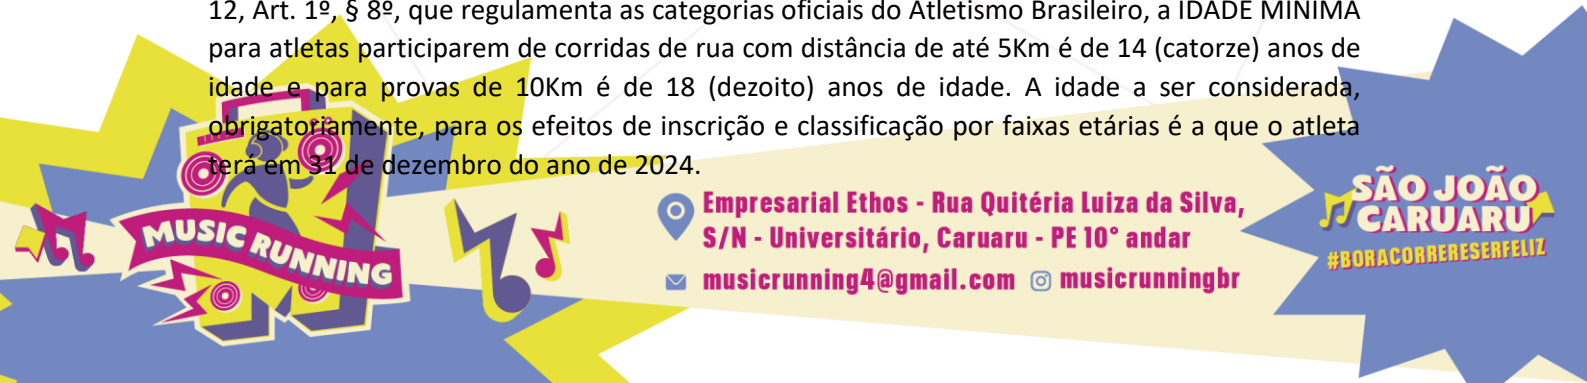 12, Art. 1º, § 8º, que regulamenta as categorias oficiais do Atletismo Brasileiro, a IDADE MÍNIMA
para atletas participarem de corridas de rua com distância de até 5Km é de 14 (catorze) anos de
idade e para provas de 10Km é de 18 (dezoito) anos de idade. A idade a ser considerada,
obrigatoriamente, para os efeitos de inscrição e classificação por faixas etárias é a que o atleta
terá em 31 de dezembro do ano de 2024.
MUSIC RUNNING
Empresarial Ethos - Rua Quitéria Luiza da Silva,
S/N - Universitário, Caruaru - PE 10° andar
musicrunning4@gmail.com musicrunningbr
SÃO JOÃO
CARUARU
#BORACORRERESERFELIZ